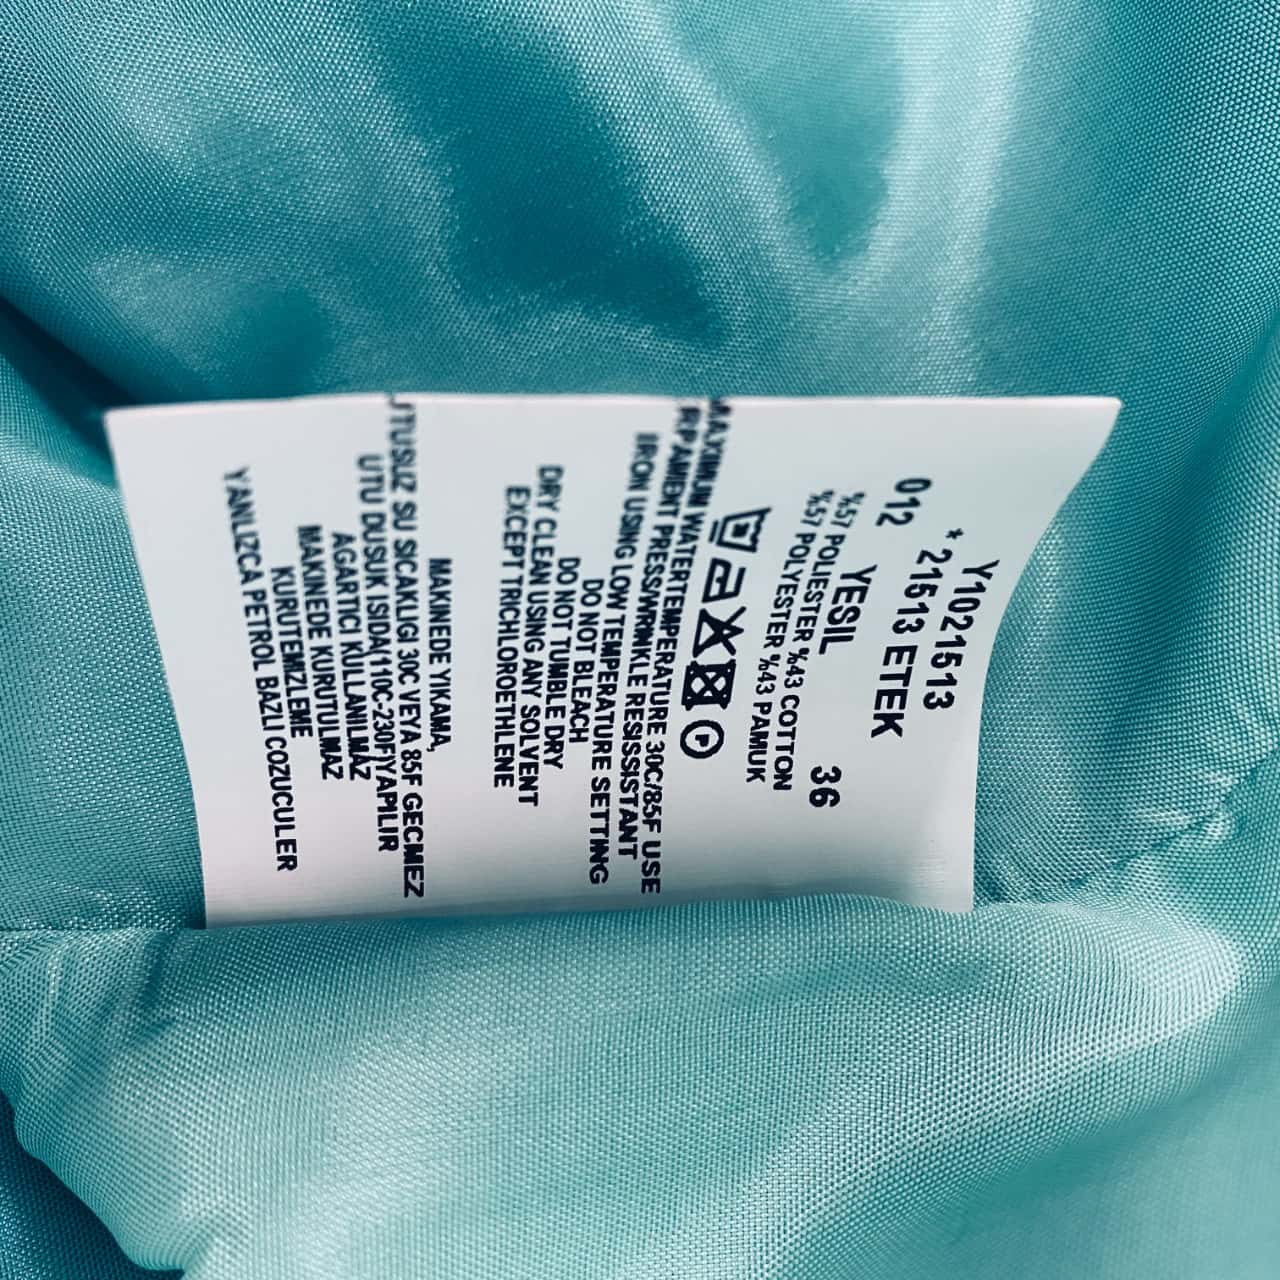 Y1021513
* 21513 ETEK
012
YESIL 36
%57 POLIESTER %43 COTTON
%57 POLYESTER %43 PAMUK
P
MAXIMUM WATERTEMPERATURE 30C/85F USE
RPAMENT PRESS/WRINKLE RESISSISTANT
IRON USING LOW TEMPERATURE SETTING
DO NOT BLEACH
DO NOT TUMBLE DRY
DRY CLEAN USING ANY SOLVENT
EXCEPT TRICHLOROETHLENE
MAKINEDE YIKAMA,
UTUSUZ SU SICAKLIGI 30C VEYA 85F GECMEZ
UTU DUSUK ISIDA(110C-230F)YAPILIR
AGARTICI KULLANILMAZ
MAKINEDE KURUTULMAZ
KURUTEMIZLEME
YANLIZCA PETROL BAZLI COZUCULER